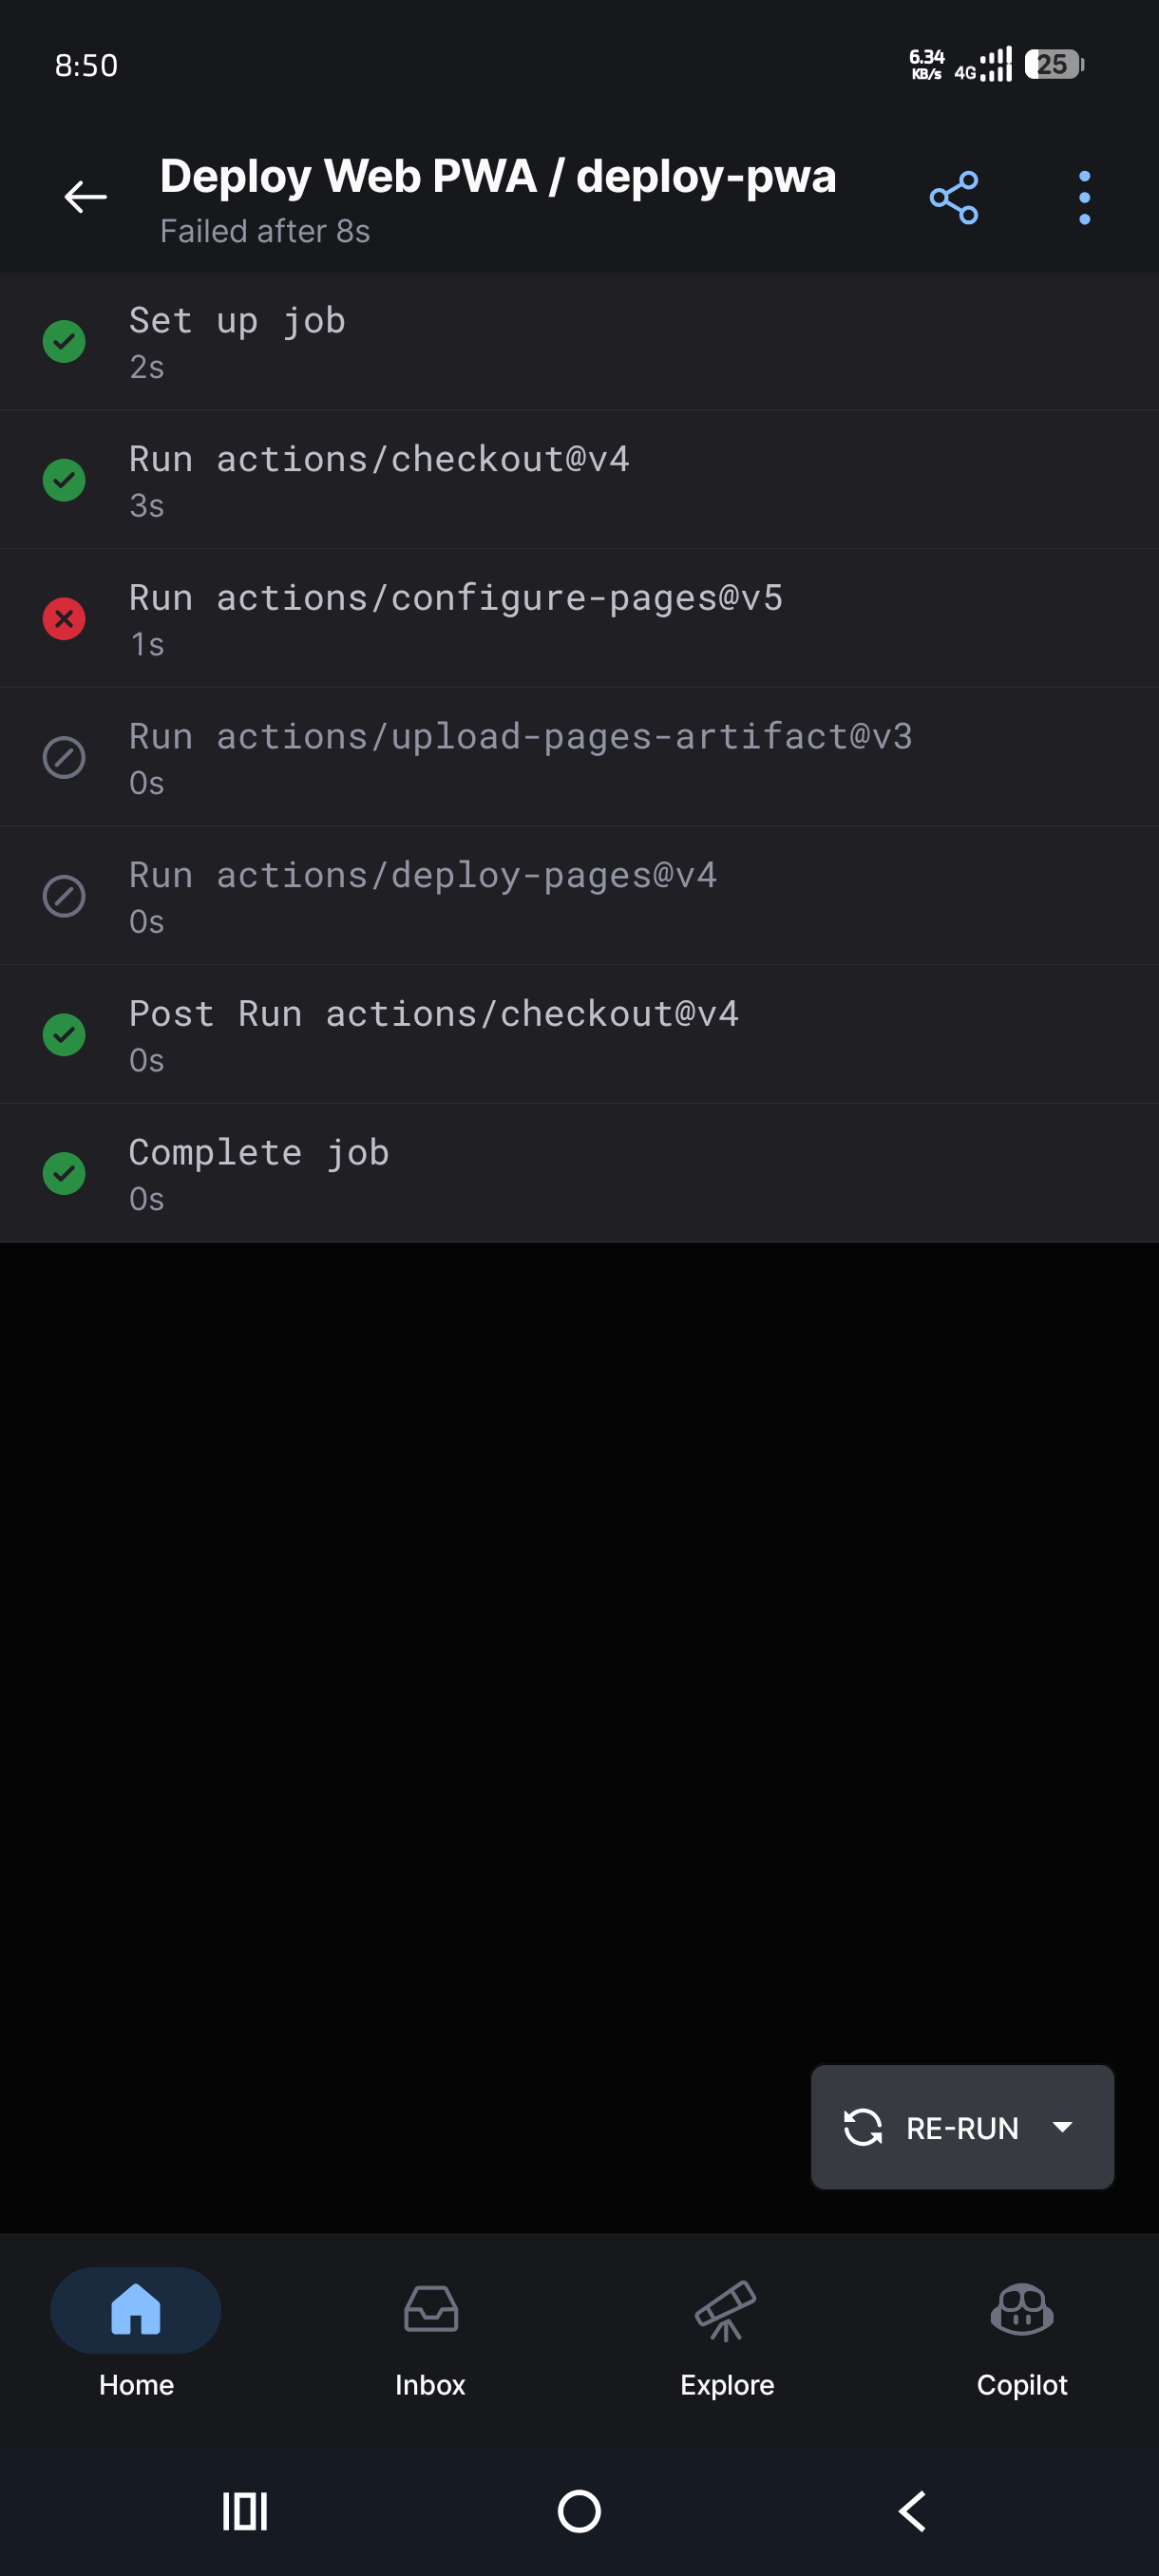 8:50
6.34
KB/s
4G
25
Deploy Web PWA / deploy-pwa
Failed after 8s
Set up job
2s
Run actions/checkout@v4
3s
Run actions/configure-pages@v5
1s
Run actions/upload-pages-artifact@v3
0s
Run actions/deploy-pages@v4
0s
Post Run actions/checkout@v4
0s
Complete job
0s
RE-RUN
Home
Inbox
Explore
Copilot